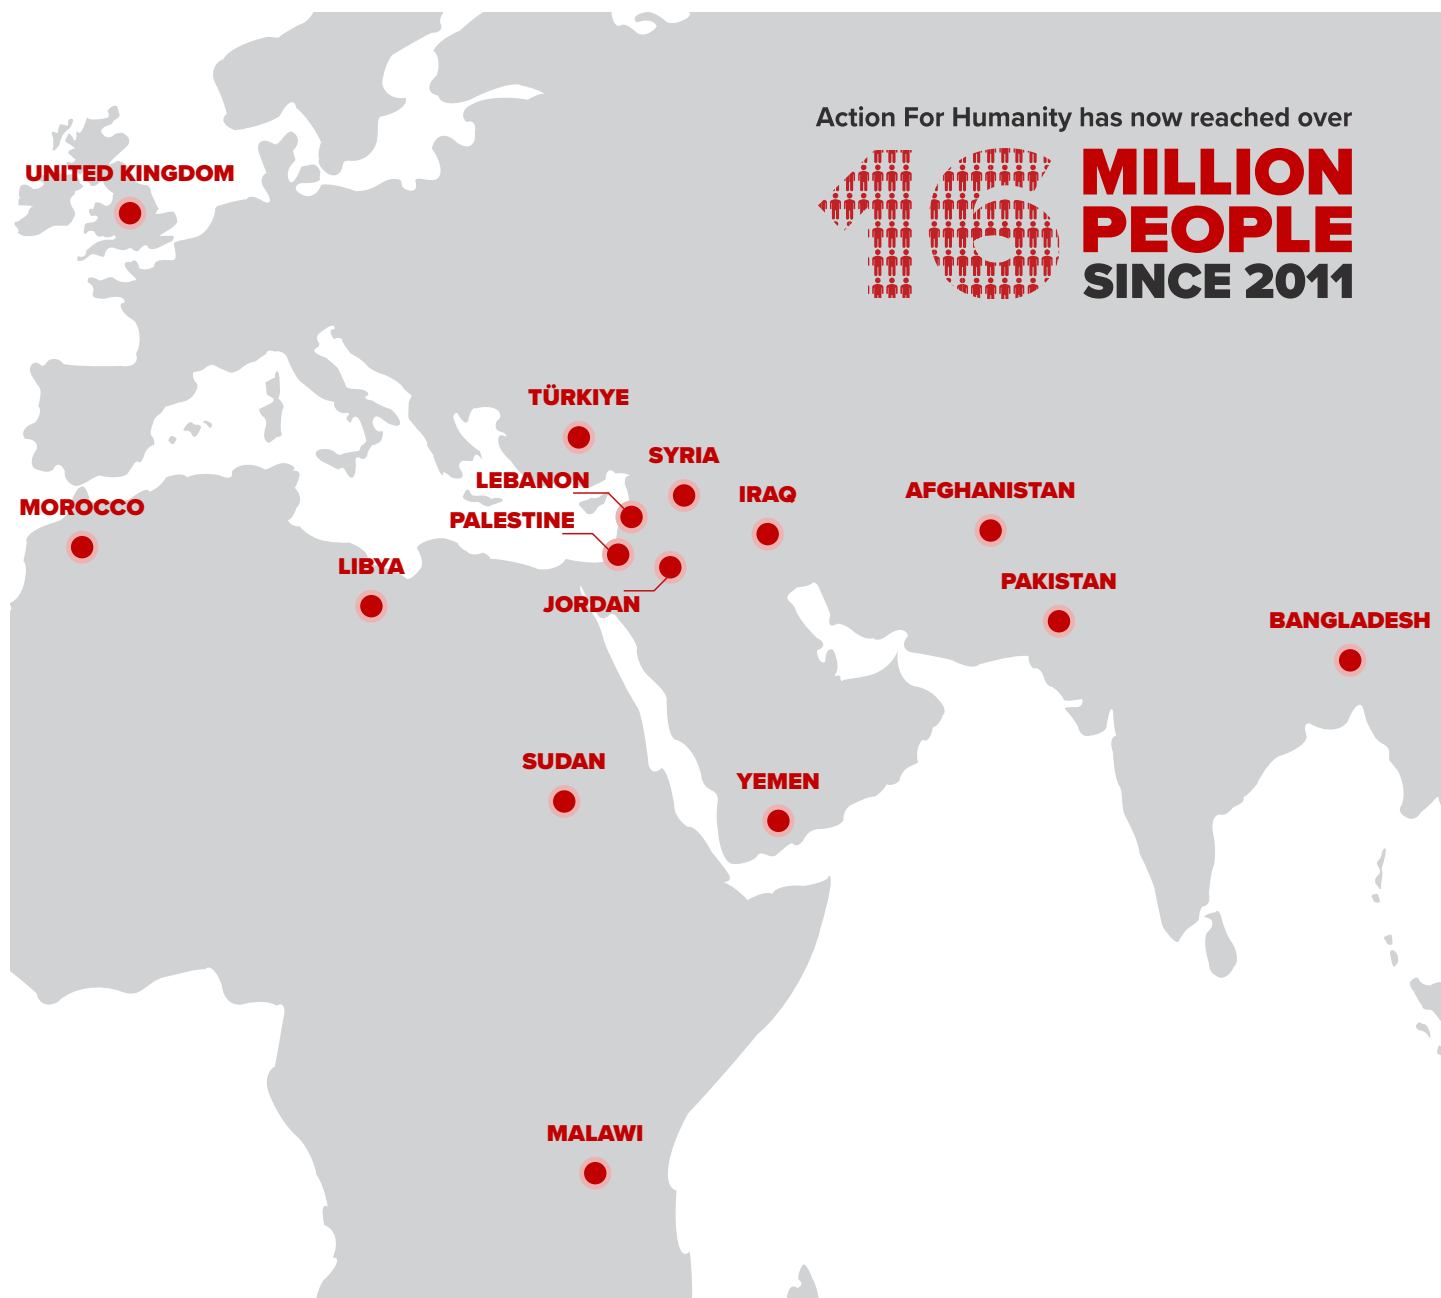 Action For Humanity has now reached over
16 MILLION
PEOPLE
SINCE 2011
UNITED KINGDOM
TÜRKIYE
SYRIA
LEBANON
IRAQ
AFGHANISTAN
MOROCCO
PALESTINE
LIBYA
PAKISTAN
JORDAN
BANGLADESH
SUDAN
YEMEN
MALAWI